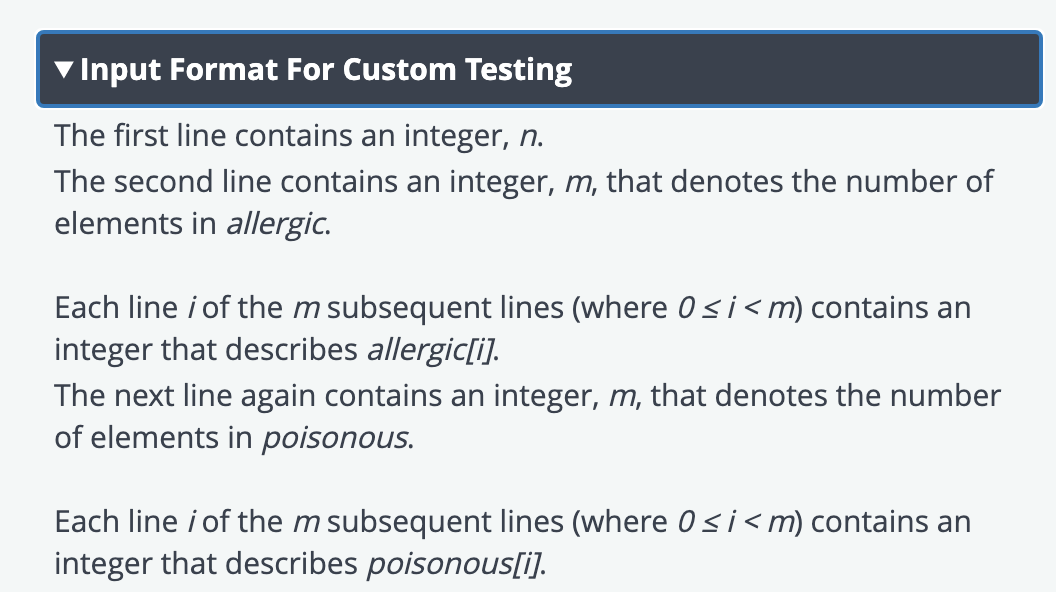 ▼ Input Format For Custom Testing
The first line contains an integer, n.
The second line contains an integer, m, that denotes the number of
elements in allergic.
Each line i of the m subsequent lines (where 0 ≤ i < m) contains an
integer that describes allergic[i].
The next line again contains an integer, m, that denotes the number
of elements in poisonous.
Each line i of the m subsequent lines (where 0 ≤ i < m) contains an
integer that describes poisonous[i].